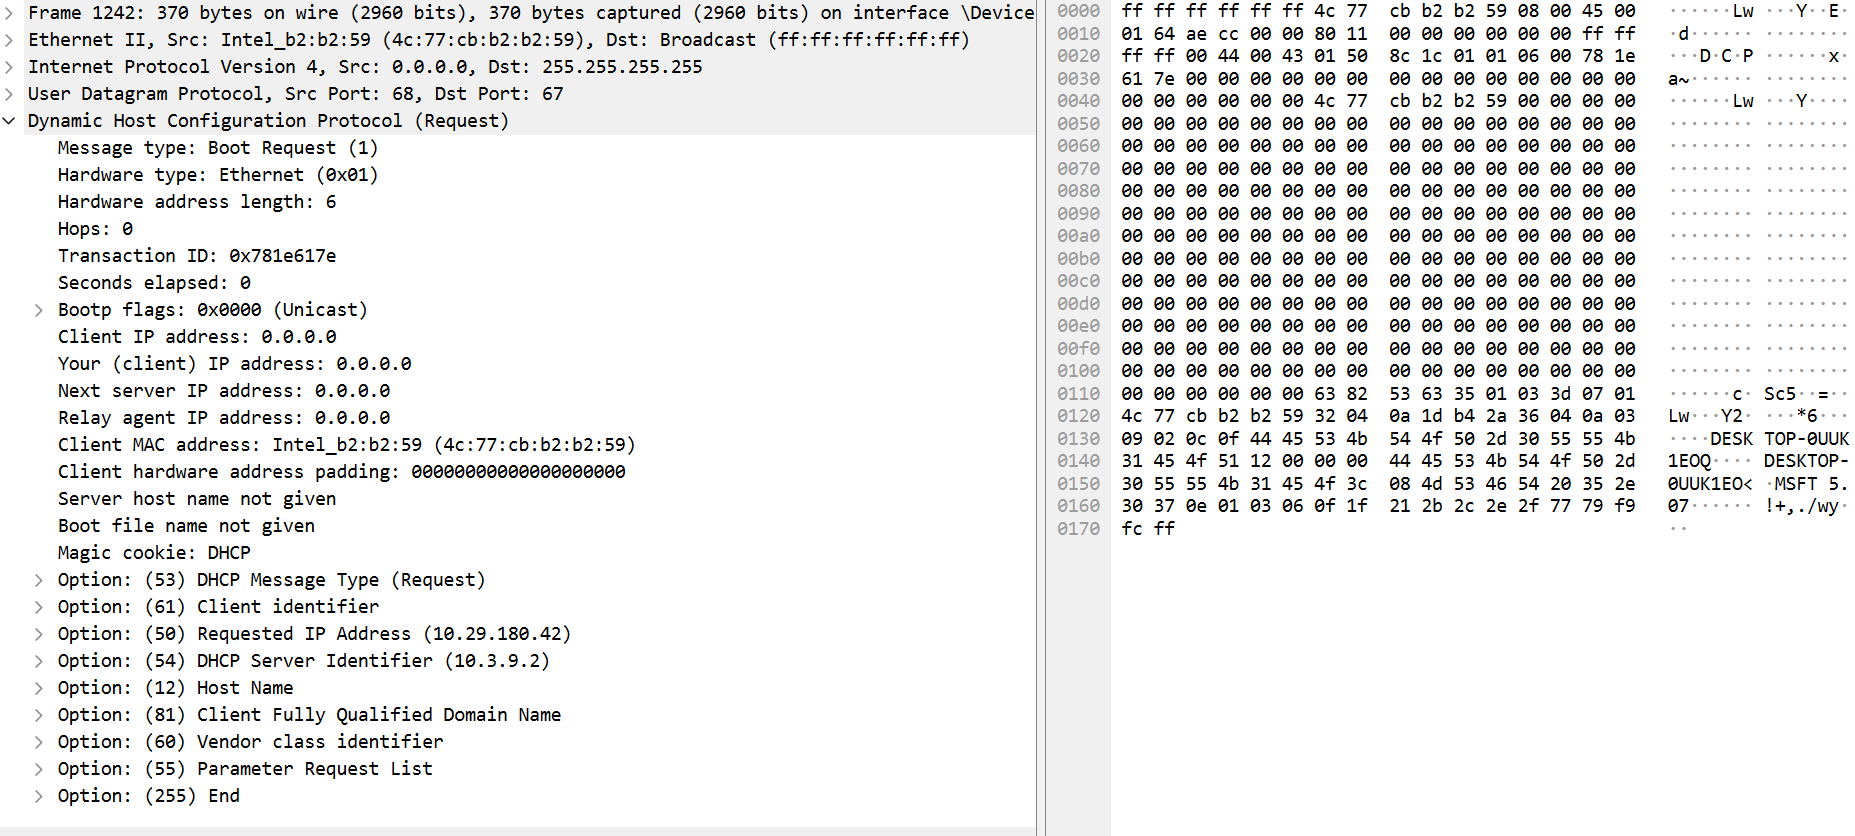 Frame 1242: 370 bytes on wire (2960 bits), 370 bytes captured (2960 bits) on interface \Device
Ethernet II, Src: Intel_b2:b2:59 (4c:77:cb:b2:b2:59), Dst: Broadcast (ff:ff:ff:ff:ff:ff)
Internet Protocol Version 4, Src: 0.0.0.0, Dst: 255.255.255.255
User Datagram Protocol, Src Port: 68, Dst Port: 67
Dynamic Host Configuration Protocol (Request)
Message type: Boot Request (1)
Hardware type: Ethernet (0x01)
Hardware address length: 6
Hops: 0
Transaction ID: 0x781e617e
Seconds elapsed: 0
Bootp flags: 0x0000 (Unicast)
Client IP address: 0.0.0.0
Your (client) IP address: 0.0.0.0
Next server IP address: 0.0.0.0
Relay agent IP address: 0.0.0.0
Client MAC address: Intel_b2:b2:59 (4c:77:cb:b2:b2:59)
Client hardware address padding: 00000000000000000000
Server host name not given
Boot file name not given
Magic cookie: DHCP
Option: (53) DHCP Message Type (Request)
Option: (61) Client identifier
Option: (50) Requested IP Address (10.29.180.42)
Option: (54) DHCP Server Identifier (10.3.9.2)
Option: (12) Host Name
Option: (81) Client Fully Qualified Domain Name
Option: (60) Vendor class identifier
Option: (55) Parameter Request List
Option: (255) End
0000 ff ff ff ff ff ff 4c 77 cb b2 b2 59 08 00 45 00 ······Lw ···Y··E·
0010 01 64 ae cc 00 00 80 11 00 00 00 00 00 00 ff ff ·d······ ········
0020 ff ff 00 44 00 43 01 50 8c 1c 01 01 06 00 78 1e ···D·C·P ······x·
0030 61 7e 00 00 00 00 00 00 00 00 00 00 00 00 00 00 a~······ ········
0040 00 00 00 00 00 00 4c 77 cb b2 b2 59 00 00 00 00 ······Lw ···Y····
0050 00 00 00 00 00 00 00 00 00 00 00 00 00 00 00 00 ········ ········
0060 00 00 00 00 00 00 00 00 00 00 00 00 00 00 00 00 ········ ········
0070 00 00 00 00 00 00 00 00 00 00 00 00 00 00 00 00 ········ ········
0080 00 00 00 00 00 00 00 00 00 00 00 00 00 00 00 00 ········ ········
0090 00 00 00 00 00 00 00 00 00 00 00 00 00 00 00 00 ········ ········
00a0 00 00 00 00 00 00 00 00 00 00 00 00 00 00 00 00 ········ ········
00b0 00 00 00 00 00 00 00 00 00 00 00 00 00 00 00 00 ········ ········
00c0 00 00 00 00 00 00 00 00 00 00 00 00 00 00 00 00 ········ ········
00d0 00 00 00 00 00 00 00 00 00 00 00 00 00 00 00 00 ········ ········
00e0 00 00 00 00 00 00 00 00 00 00 00 00 00 00 00 00 ········ ········
00f0 00 00 00 00 00 00 00 00 00 00 00 00 00 00 00 00 ········ ········
0100 00 00 00 00 00 00 00 00 00 00 00 00 00 00 00 00 ········ ········
0110 00 00 00 00 00 00 63 82 53 63 35 01 03 3d 07 01 ······c· Sc5··=··
0120 4c 77 cb b2 b2 59 32 04 0a 1d b4 2a 36 04 0a 03 Lw···Y2· ···*6···
0130 09 02 0c 0f 44 45 53 4b 54 4f 50 2d 30 55 55 4b ····DESK TOP-0UUK
0140 31 45 4f 51 12 00 00 00 44 45 53 4b 54 4f 50 2d 1EOQ···· DESKTOP-
0150 30 55 55 4b 31 45 4f 3c 08 4d 53 46 54 20 35 2e 0UUK1EO< ·MSFT 5.
0160 30 37 0e 01 03 06 0f 1f 21 2b 2c 2e 2f 77 79 f9 07······ !+,./wy·
0170 fc ff ··